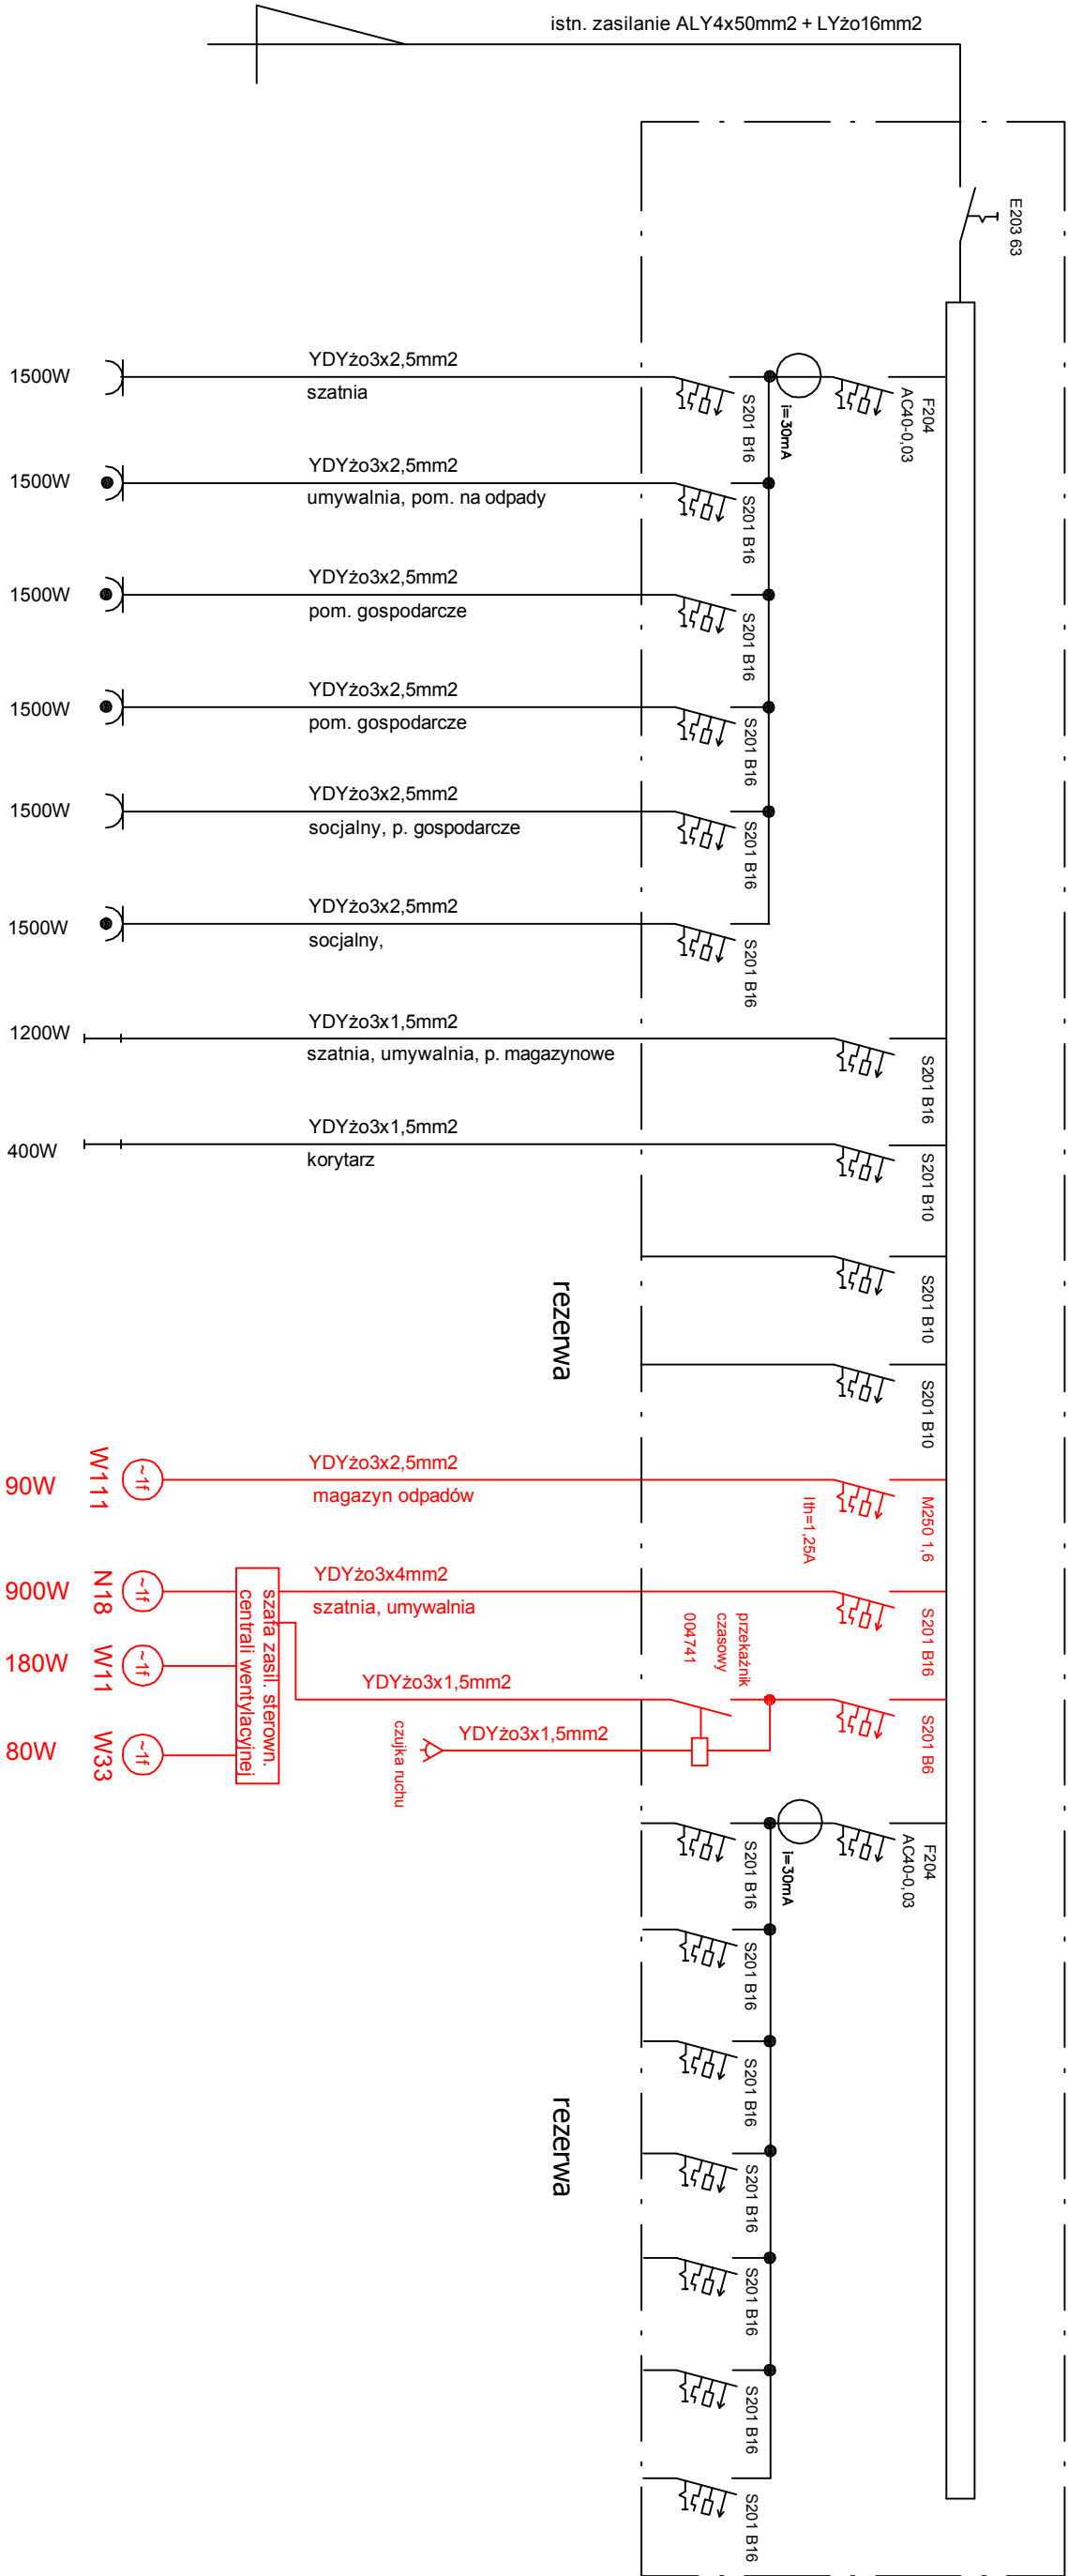 istn. zasilanie ALY4x50mm2 + LYżo16mm2
E203 63
F204
AC40-0,03
i=30mA
1500W
YDYżo3x2,5mm2
szatnia
S201 B16
1500W
YDYżo3x2,5mm2
umywalnia, pom. na odpady
S201 B16
1500W
YDYżo3x2,5mm2
pom. gospodarcze
S201 B16
1500W
YDYżo3x2,5mm2
pom. gospodarcze
S201 B16
1500W
YDYżo3x2,5mm2
socjalny, p. gospodarcze
S201 B16
1500W
YDYżo3x2,5mm2
socjalny,
S201 B16
1200W
YDYżo3x1,5mm2
szatnia, umywalnia, p. magazynowe
S201 B16
400W
YDYżo3x1,5mm2
korytarz
S201 B10
rezerwa
S201 B10
S201 B10
90W
W111
~1f
YDYżo3x2,5mm2
magazyn odpadów
Ith=1,25A
M250 1,6
900W
N18
~1f
YDYżo3x4mm2
szatnia, umywalnia
S201 B16
180W
W11
~1f
szafa zasil. sterown.
centrali wentylacyjnej
YDYżo3x1,5mm2
przekaźnik
czasowy
004741
S201 B6
80W
W33
~1f
czujka ruchu
YDYżo3x1,5mm2
F204
AC40-0,03
i=30mA
S201 B16
S201 B16
S201 B16
rezerwa
S201 B16
S201 B16
S201 B16
S201 B16